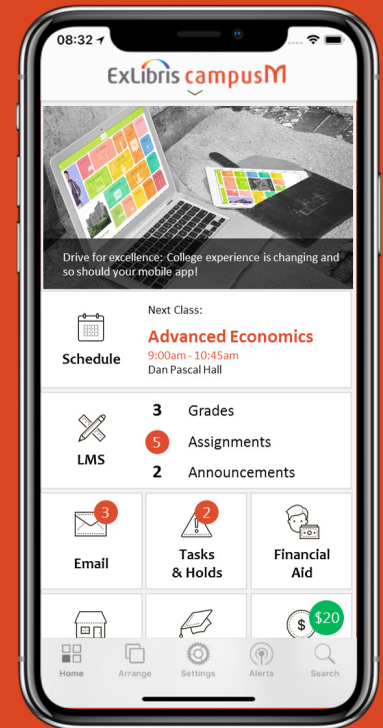 08:32
ExLibris campusM
Drive for excellence: College experience is changing and
so should your mobile app!
Next Class:
Advanced Economics
9:00am - 10:45am
Dan Pascal Hall
Schedule
3 Grades
5 Assignments
2 Announcements
LMS
3
Email
2
Tasks
& Holds
Financial
Aid
$
$20
Home
Arrange
Settings
Alerts
Search